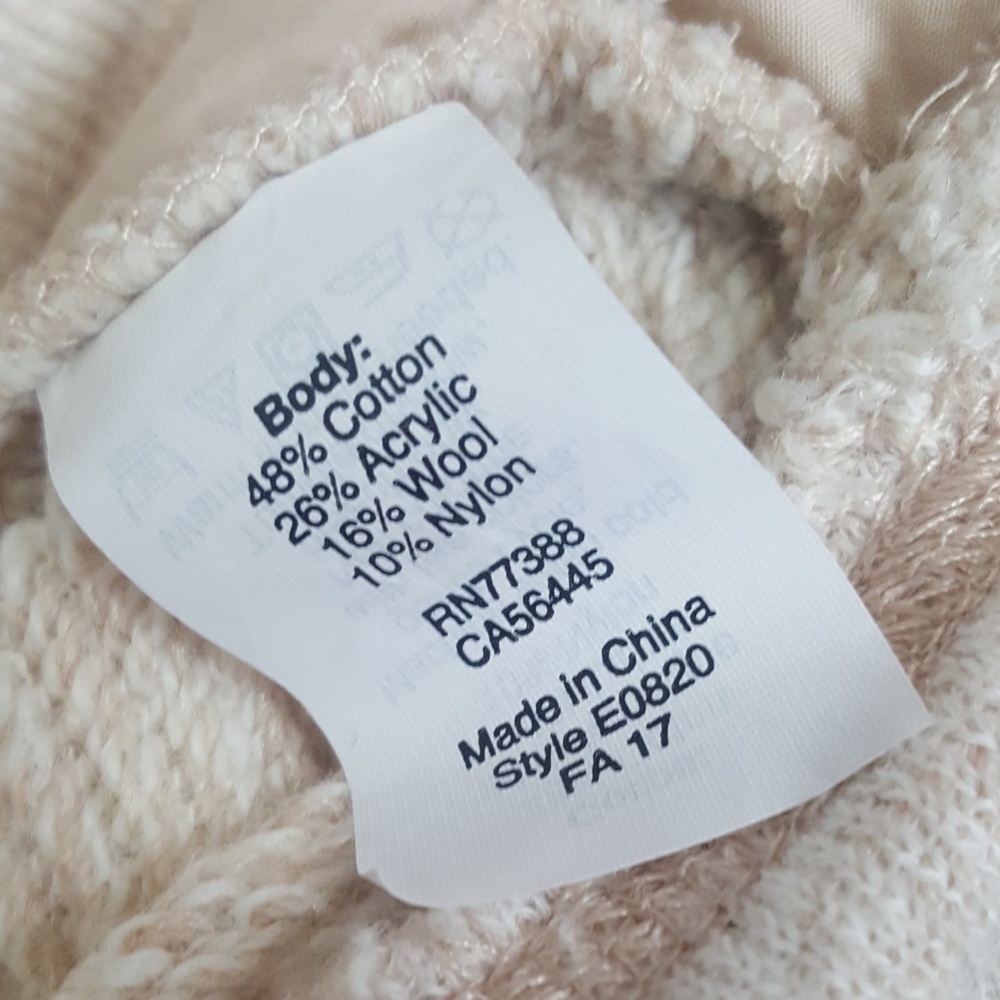 Body:
48% Cotton
26% Acrylic
16% Wool
10% Nylon
RN77388
CA56445
Made in China
Style E0820
FA 17